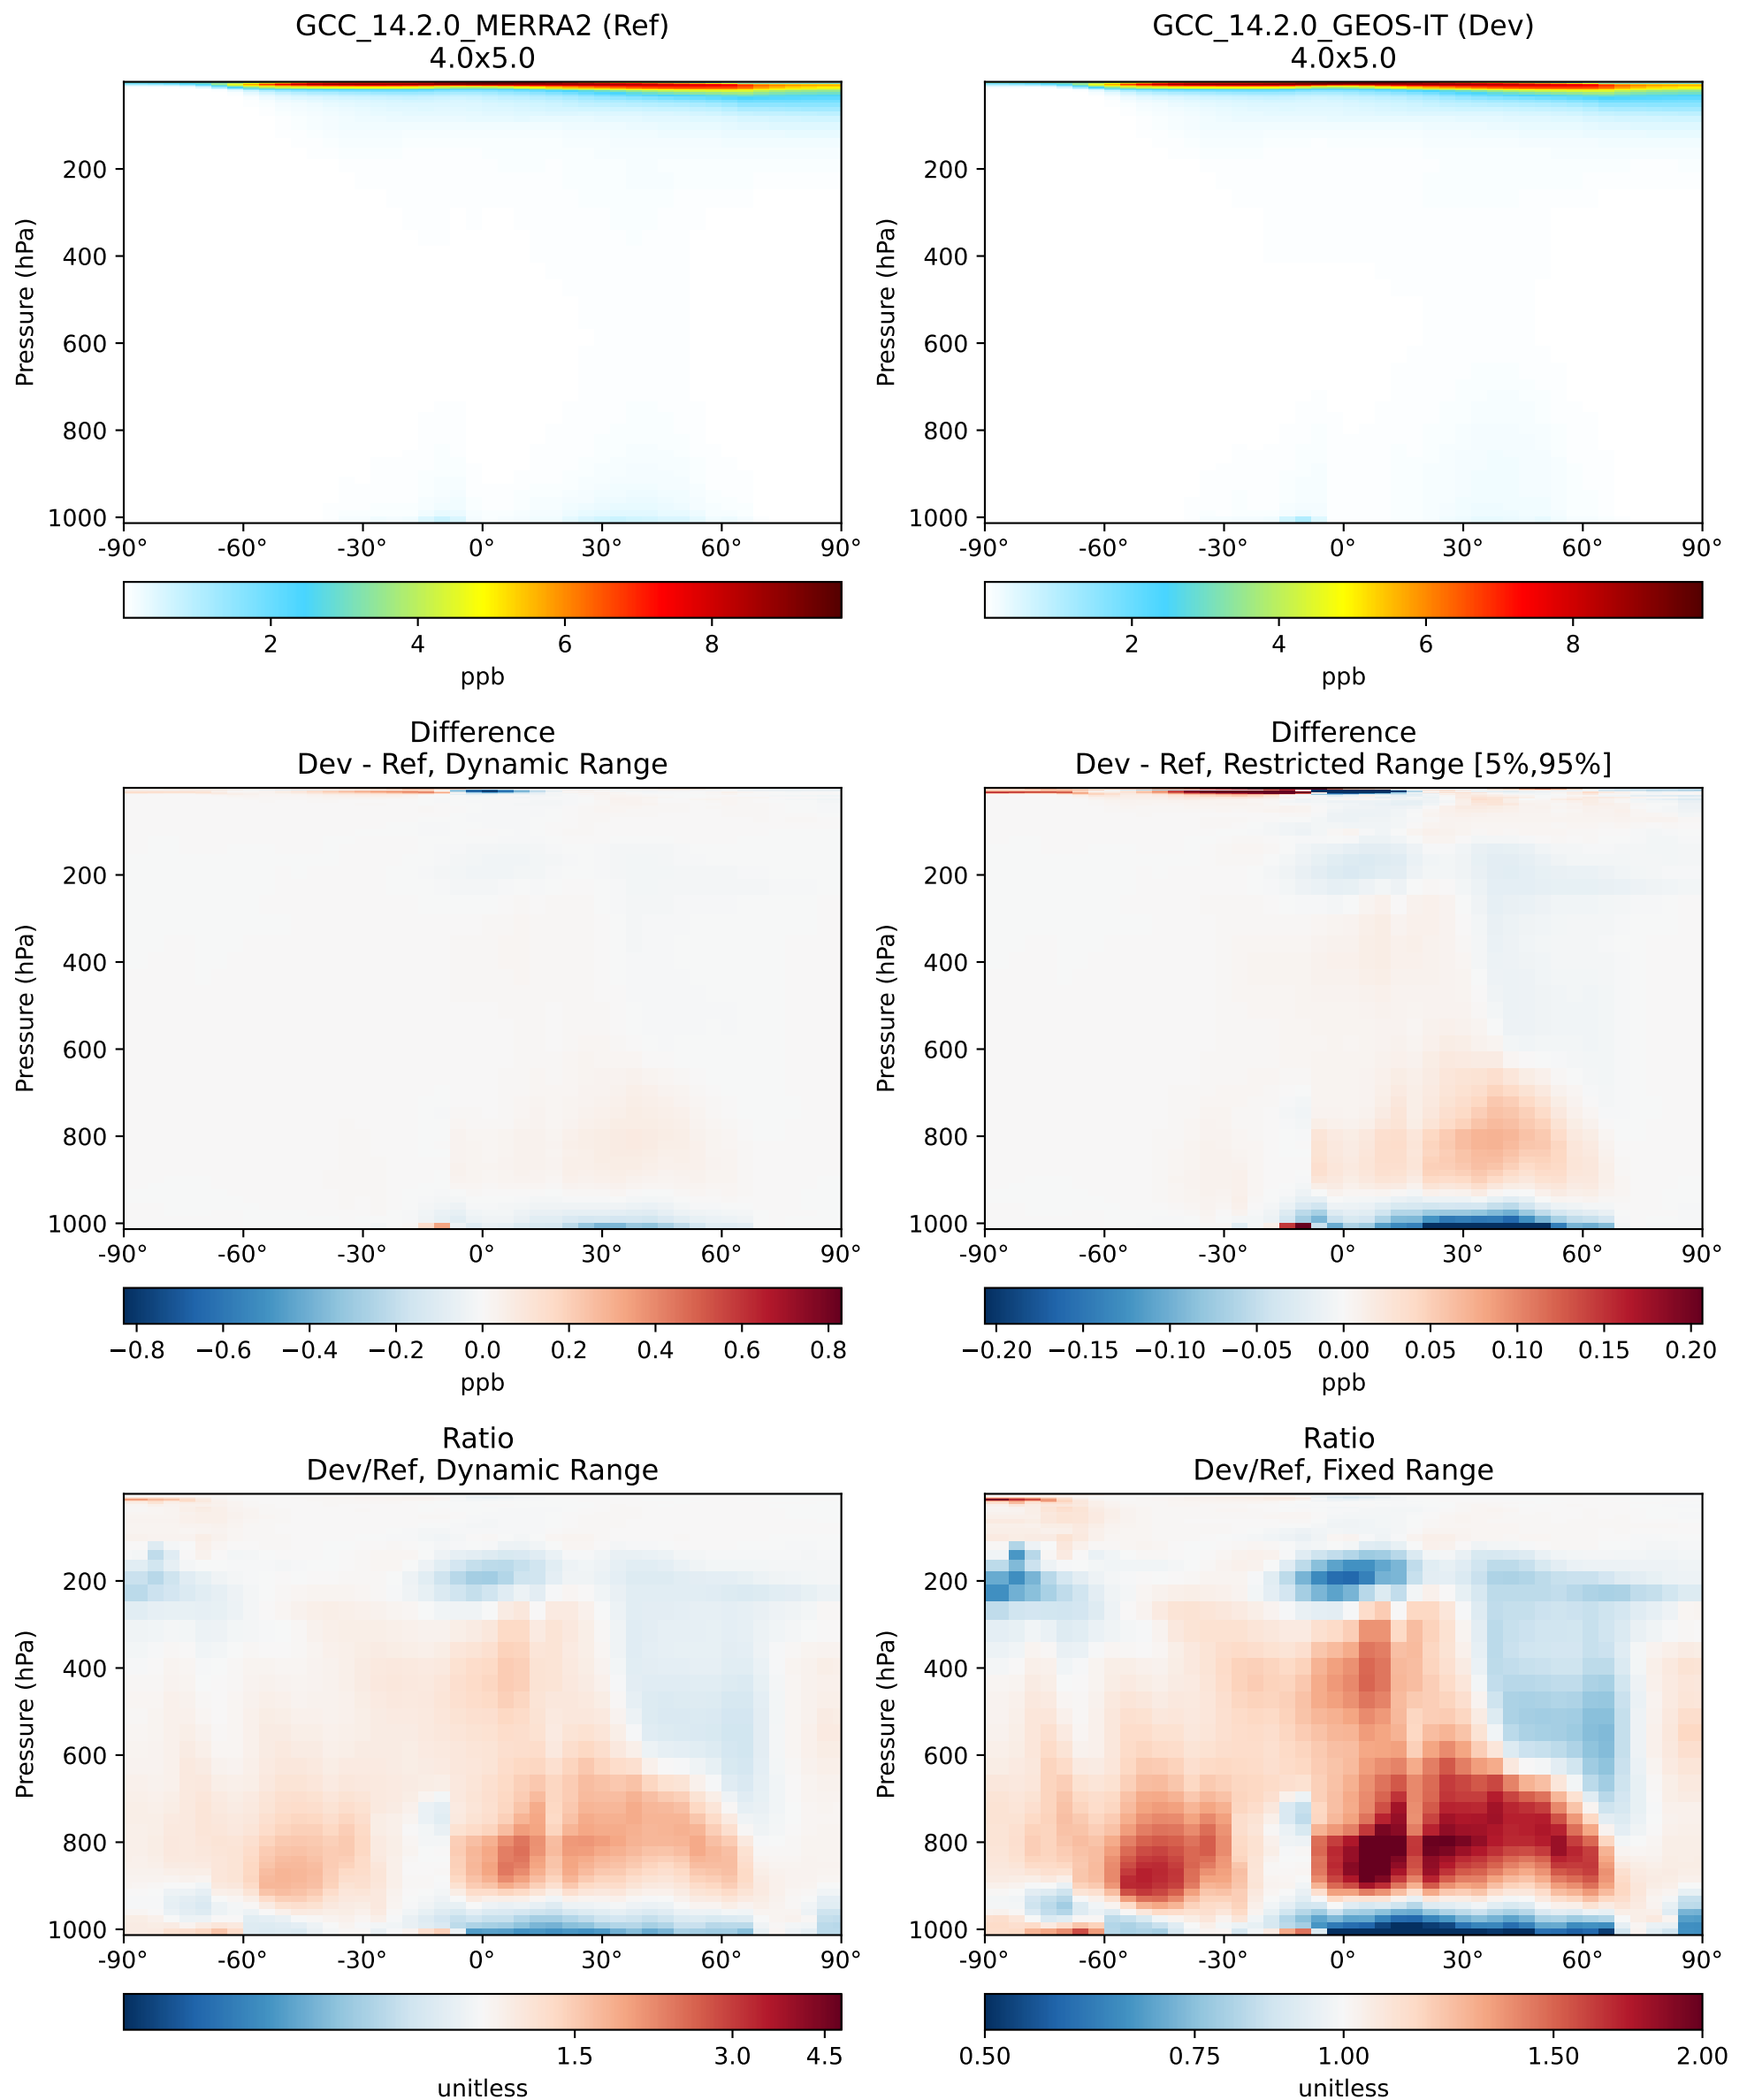 GCC_14.2.0_MERRA2 (Ref)
4.0x5.0
Pressure (hPa)
200
400
600
800
1000
-90° -60° -30° 0° 30° 60° 90°
2 4 6 8
ppb
GCC_14.2.0_GEOS-IT (Dev)
4.0x5.0
Pressure (hPa)
200
400
600
800
1000
-90° -60° -30° 0° 30° 60° 90°
2 4 6 8
ppb
Difference
Dev - Ref, Dynamic Range
Pressure (hPa)
200
400
600
800
1000
-90° -60° -30° 0° 30° 60° 90°
−0.8 −0.6 −0.4 −0.2 0.0 0.2 0.4 0.6 0.8
ppb
Difference
Dev - Ref, Restricted Range [5%,95%]
Pressure (hPa)
200
400
600
800
1000
-90° -60° -30° 0° 30° 60° 90°
−0.20 −0.15 −0.10 −0.05 0.00 0.05 0.10 0.15 0.20
ppb
Ratio
Dev/Ref, Dynamic Range
Pressure (hPa)
200
400
600
800
1000
-90° -60° -30° 0° 30° 60° 90°
1.5 3.0 4.5
unitless
Ratio
Dev/Ref, Fixed Range
Pressure (hPa)
200
400
600
800
1000
-90° -60° -30° 0° 30° 60° 90°
0.50 0.75 1.00 1.50 2.00
unitless